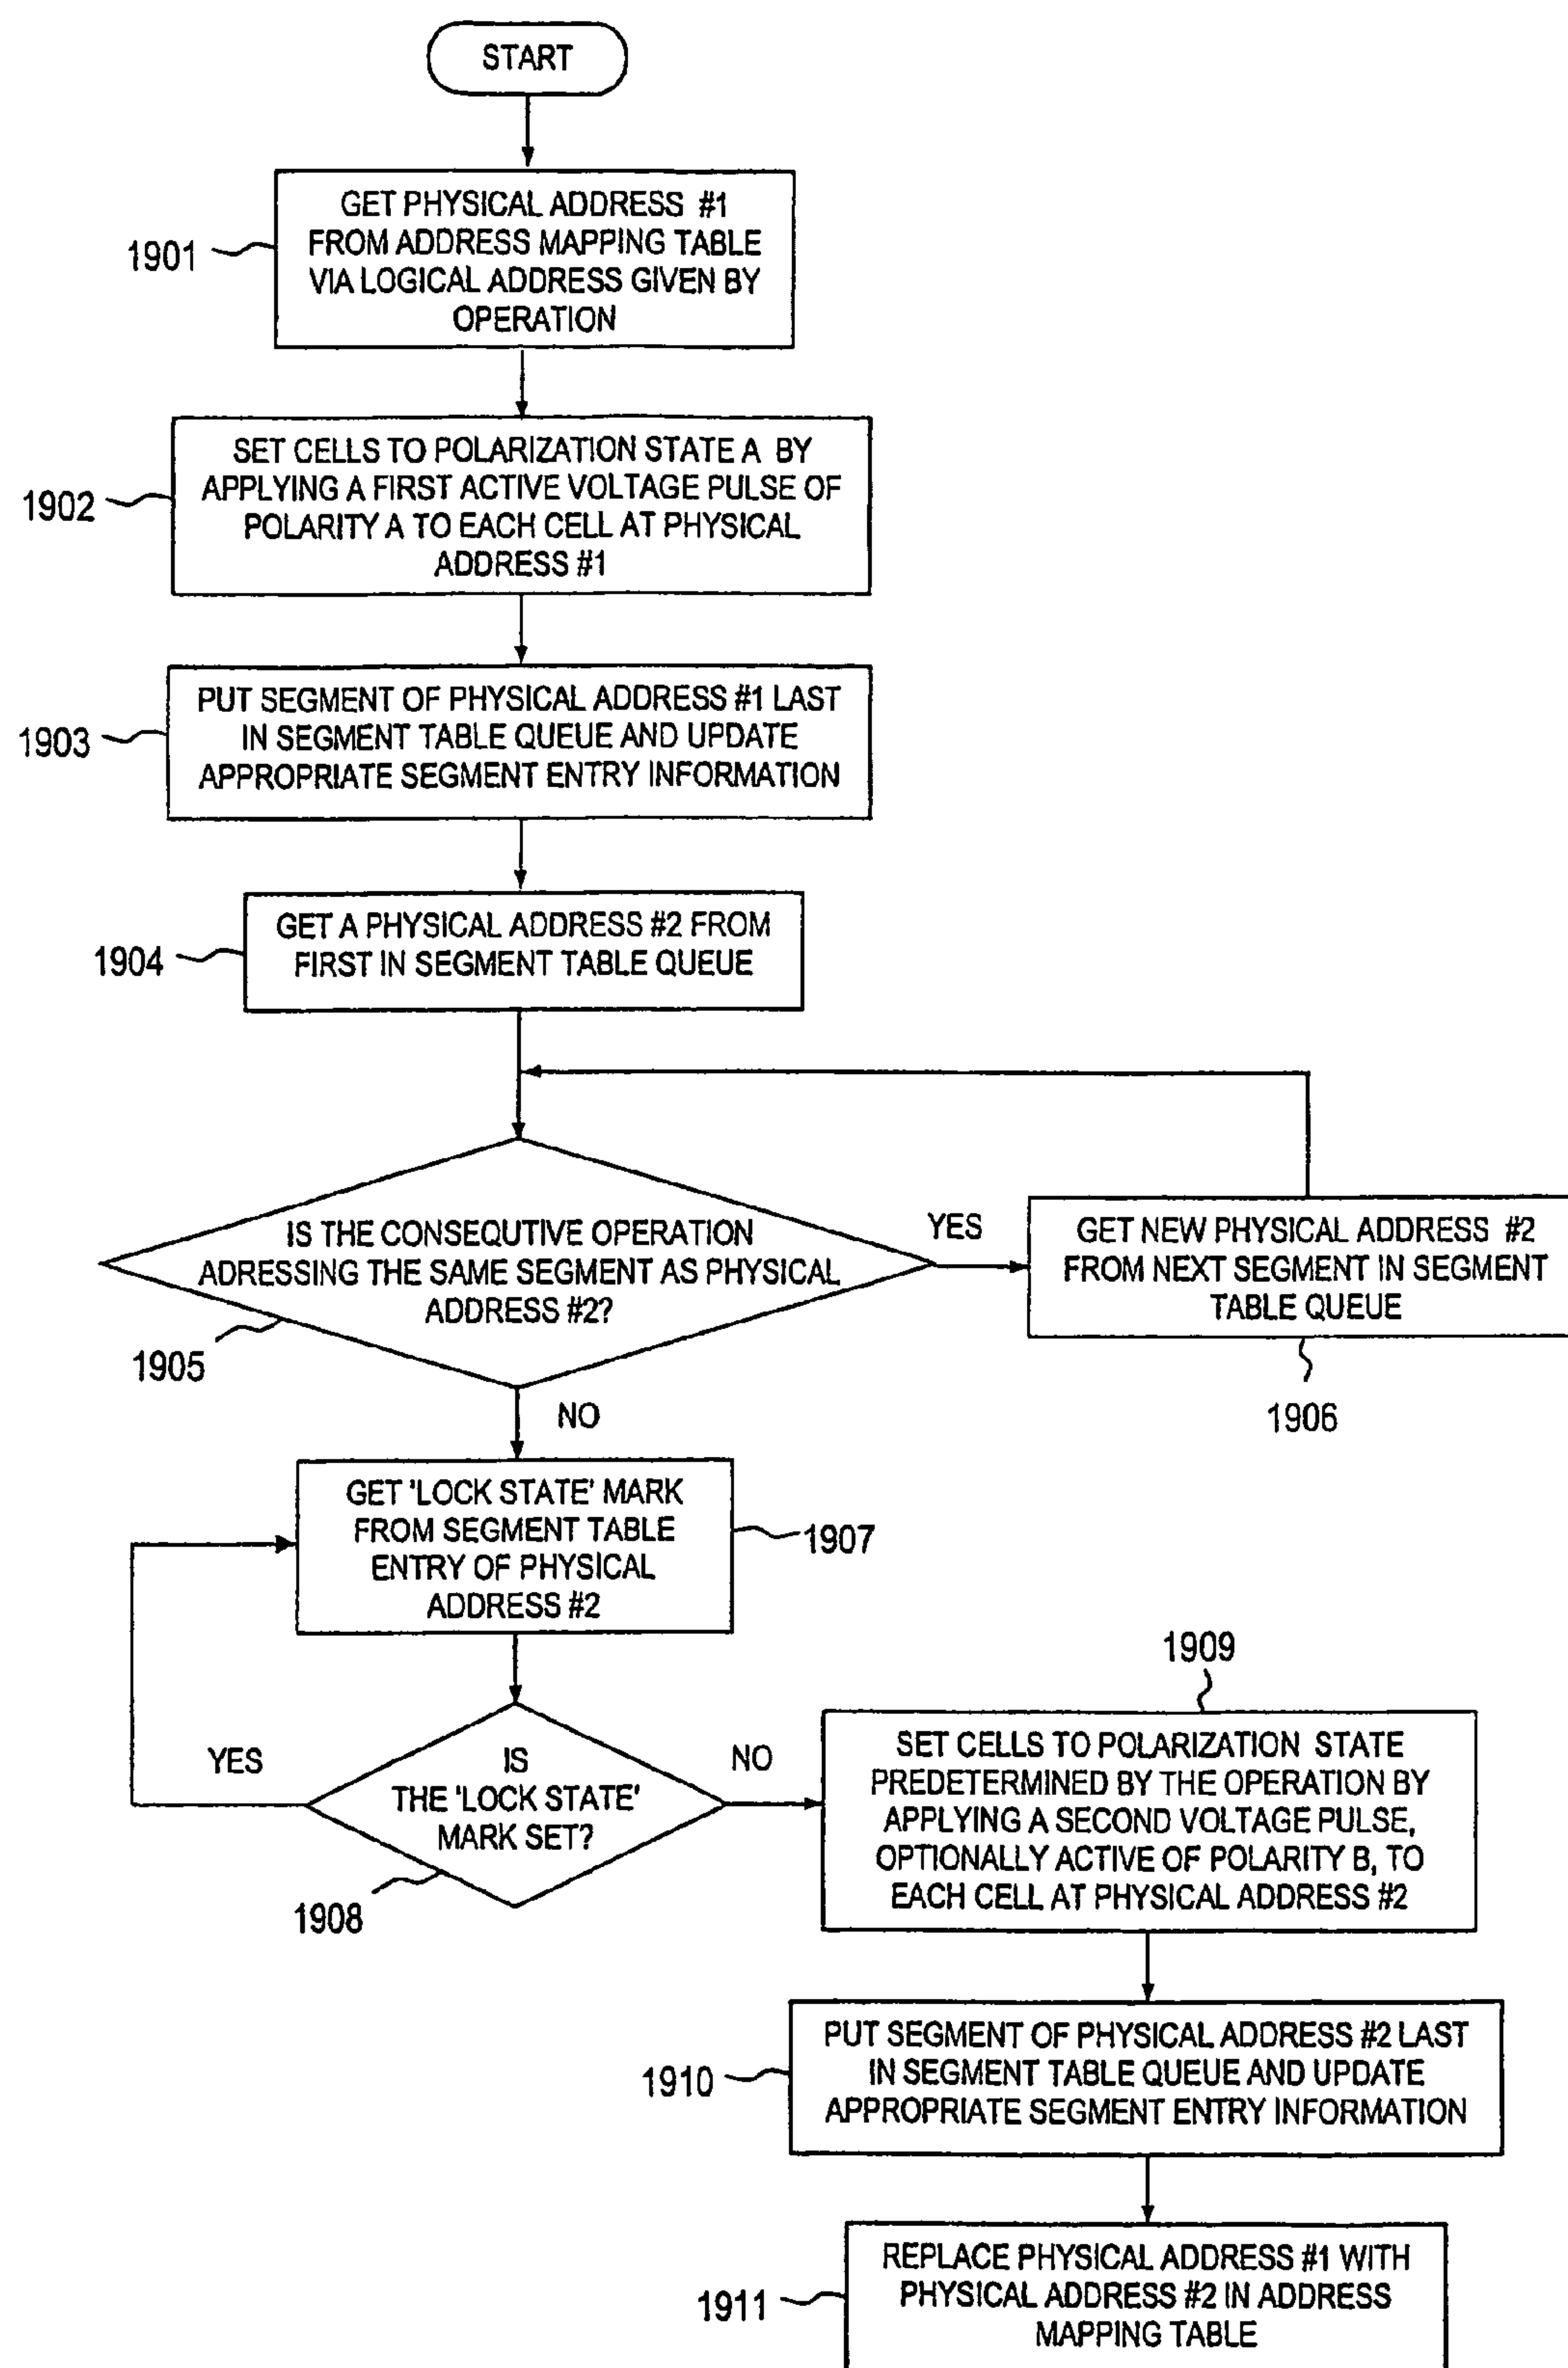 START
1901
GET PHYSICAL ADDRESS #1
FROM ADDRESS MAPPING TABLE
VIA LOGICAL ADDRESS GIVEN BY
OPERATION
1902
SET CELLS TO POLARIZATION STATE A BY
APPLYING A FIRST ACTIVE VOLTAGE PULSE OF
POLARITY A TO EACH CELL AT PHYSICAL
ADDRESS #1
1903
PUT SEGMENT OF PHYSICAL ADDRESS #1 LAST
IN SEGMENT TABLE QUEUE AND UPDATE
APPROPRIATE SEGMENT ENTRY INFORMATION
1904
GET A PHYSICAL ADDRESS #2 FROM
FIRST IN SEGMENT TABLE QUEUE
IS THE CONSEQUTIVE OPERATION
ADRESSING THE SAME SEGMENT AS PHYSICAL
ADDRESS #2?
1905
YES
GET NEW PHYSICAL ADDRESS #2
FROM NEXT SEGMENT IN SEGMENT
TABLE QUEUE
1906
NO
GET 'LOCK STATE' MARK
FROM SEGMENT TABLE
ENTRY OF PHYSICAL
ADDRESS #2
1907
YES
IS
THE 'LOCK STATE'
MARK SET?
1908
NO
1909
SET CELLS TO POLARIZATION STATE
PREDETERMINED BY THE OPERATION BY
APPLYING A SECOND VOLTAGE PULSE,
OPTIONALLY ACTIVE OF POLARITY B, TO
EACH CELL AT PHYSICAL ADDRESS #2
1910
PUT SEGMENT OF PHYSICAL ADDRESS #2 LAST
IN SEGMENT TABLE QUEUE AND UPDATE
APPROPRIATE SEGMENT ENTRY INFORMATION
1911
REPLACE PHYSICAL ADDRESS #1 WITH
PHYSICAL ADDRESS #2 IN ADDRESS
MAPPING TABLE